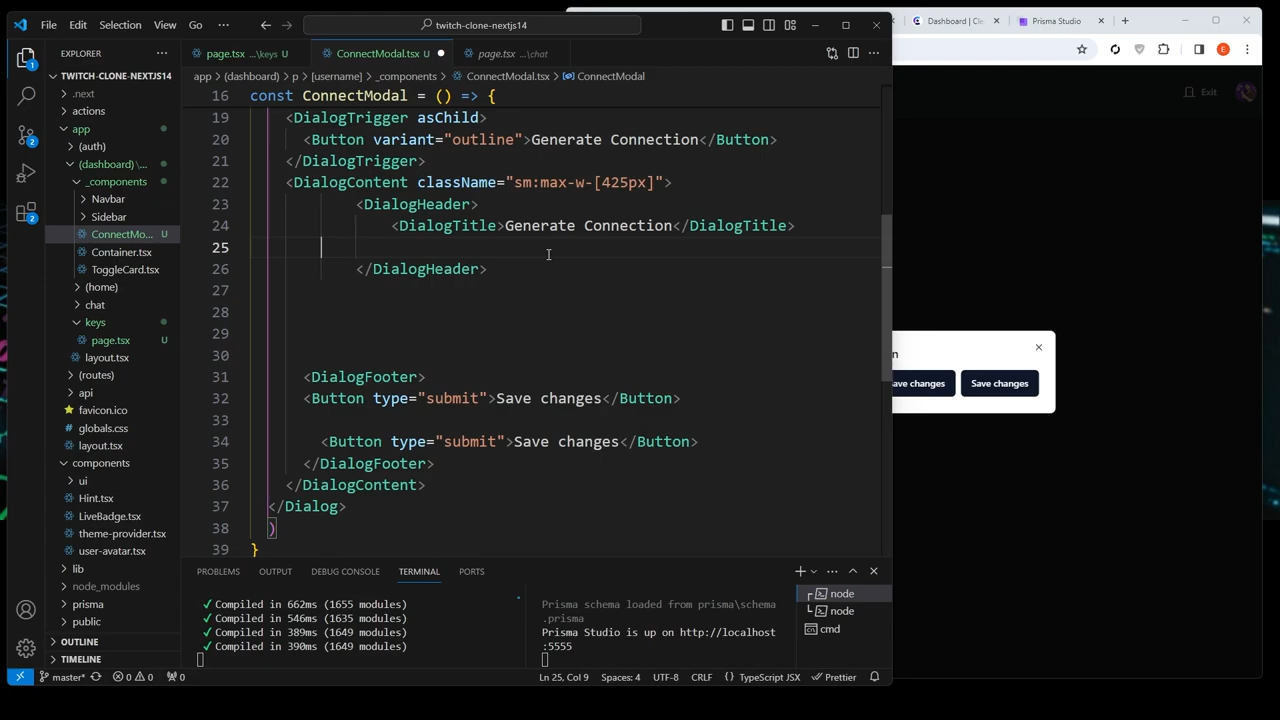 File Edit Selection View Go ··· twitch-clone-nextjs14
Dashboard | Cle Prisma Studio
EXPLORER ··· page.tsx ...\keys U ConnectModal.tsx U page.tsx ...\chat
E
TWITCH-CLONE-NEXTJS14
app > (dashboard) > p > [username] > _components > ConnectModal.tsx > ConnectModal
Exit
.next
actions
app
(auth)
(dashboard) \...
_components
Navbar
Sidebar
ConnectMo... U
Container.tsx
ToggleCard.tsx
(home)
chat
keys
page.tsx U
layout.tsx
(routes)
api
favicon.ico
globals.css
layout.tsx
components
ui
Hint.tsx
LiveBadge.tsx
theme-provider.tsx
user-avatar.tsx
lib
node_modules
prisma
public
OUTLINE
TIMELINE
1
2
2
16 const ConnectModal = () => {
19 <DialogTrigger asChild>
20 <Button variant="outline">Generate Connection</Button>
21 </DialogTrigger>
22 <DialogContent className="sm:max-w-[425px]">
23 <DialogHeader>
24 <DialogTitle>Generate Connection</DialogTitle>
25
26 </DialogHeader>
27
28
29
30
31 <DialogFooter>
32 <Button type="submit">Save changes</Button>
33
34 <Button type="submit">Save changes</Button>
35 </DialogFooter>
36 </DialogContent>
37 </Dialog>
38 )
39 }
n
ave changes Save changes
PROBLEMS OUTPUT DEBUG CONSOLE TERMINAL PORTS
✓ Compiled in 662ms (1655 modules)
✓ Compiled in 546ms (1635 modules)
✓ Compiled in 389ms (1649 modules)
✓ Compiled in 390ms (1649 modules)
Prisma schema loaded from prisma\schema
.prisma
Prisma Studio is up on http://localhost
:5555
node
node
cmd
master* 0 0 0 Ln 25, Col 9 Spaces: 4 UTF-8 CRLF {} TypeScript JSX Prettier